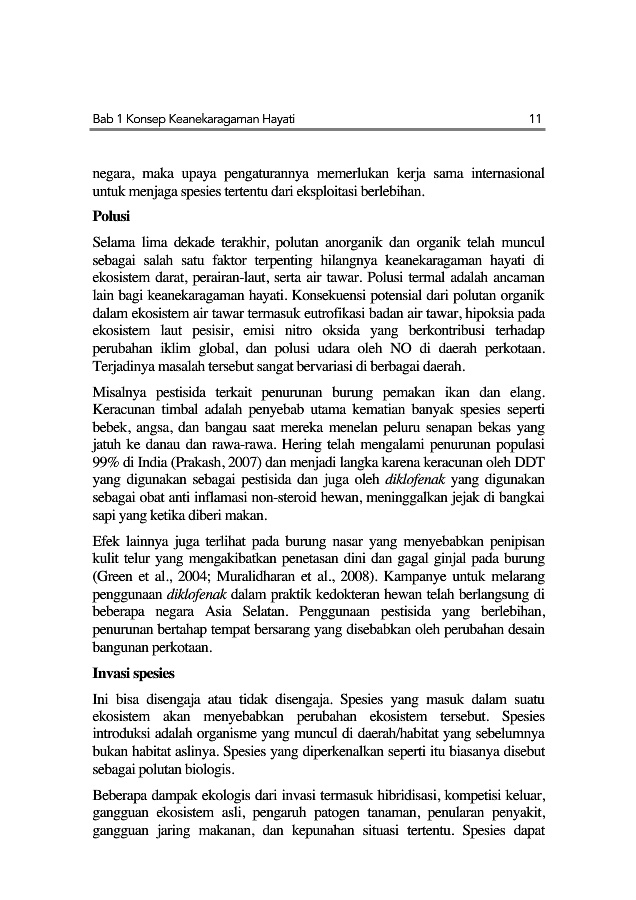 Bab 1 Konsep Keanekaragaman Hayati 11
negara, maka upaya pengaturannya memerlukan kerja sama internasional
untuk menjaga spesies tertentu dari eksploitasi berlebihan.
Polusi
Selama lima dekade terakhir, polutan anorganik dan organik telah muncul
sebagai salah satu faktor terpenting hilangnya keanekaragaman hayati di
ekosistem darat, perairan-laut, serta air tawar. Polusi termal adalah ancaman
lain bagi keanekaragaman hayati. Konsekuensi potensial dari polutan organik
dalam ekosistem air tawar termasuk eutrofikasi badan air tawar, hipoksia pada
ekosistem laut pesisir, emisi nitro oksida yang berkontribusi terhadap
perubahan iklim global, dan polusi udara oleh NO di daerah perkotaan.
Terjadinya masalah tersebut sangat bervariasi di berbagai daerah.
Misalnya pestisida terkait penurunan burung pemakan ikan dan elang.
Keracunan timbal adalah penyebab utama kematian banyak spesies seperti
bebek, angsa, dan bangau saat mereka menelan peluru senapan bekas yang
jatuh ke danau dan rawa-rawa. Hering telah mengalami penurunan populasi
99% di India (Prakash, 2007) dan menjadi langka karena keracunan oleh DDT
yang digunakan sebagai pestisida dan juga oleh diklofenak yang digunakan
sebagai obat anti inflamasi non-steroid hewan, meninggalkan jejak di bangkai
sapi yang ketika diberi makan.
Efek lainnya juga terlihat pada burung nasar yang menyebabkan penipisan
kulit telur yang mengakibatkan penetasan dini dan gagal ginjal pada burung
(Green et al., 2004; Muralidharan et al., 2008). Kampanye untuk melarang
penggunaan diklofenak dalam praktik kedokteran hewan telah berlangsung di
beberapa negara Asia Selatan. Penggunaan pestisida yang berlebihan,
penurunan bertahap tempat bersarang yang disebabkan oleh perubahan desain
bangunan perkotaan.
Invasi spesies
Ini bisa disengaja atau tidak disengaja. Spesies yang masuk dalam suatu
ekosistem akan menyebabkan perubahan ekosistem tersebut. Spesies
introduksi adalah organisme yang muncul di daerah/habitat yang sebelumnya
bukan habitat aslinya. Spesies yang diperkenalkan seperti itu biasanya disebut
sebagai polutan biologis.
Beberapa dampak ekologis dari invasi termasuk hibridisasi, kompetisi keluar,
gangguan ekosistem asli, pengaruh patogen tanaman, penularan penyakit,
gangguan jaring makanan, dan kepunahan situasi tertentu. Spesies dapat